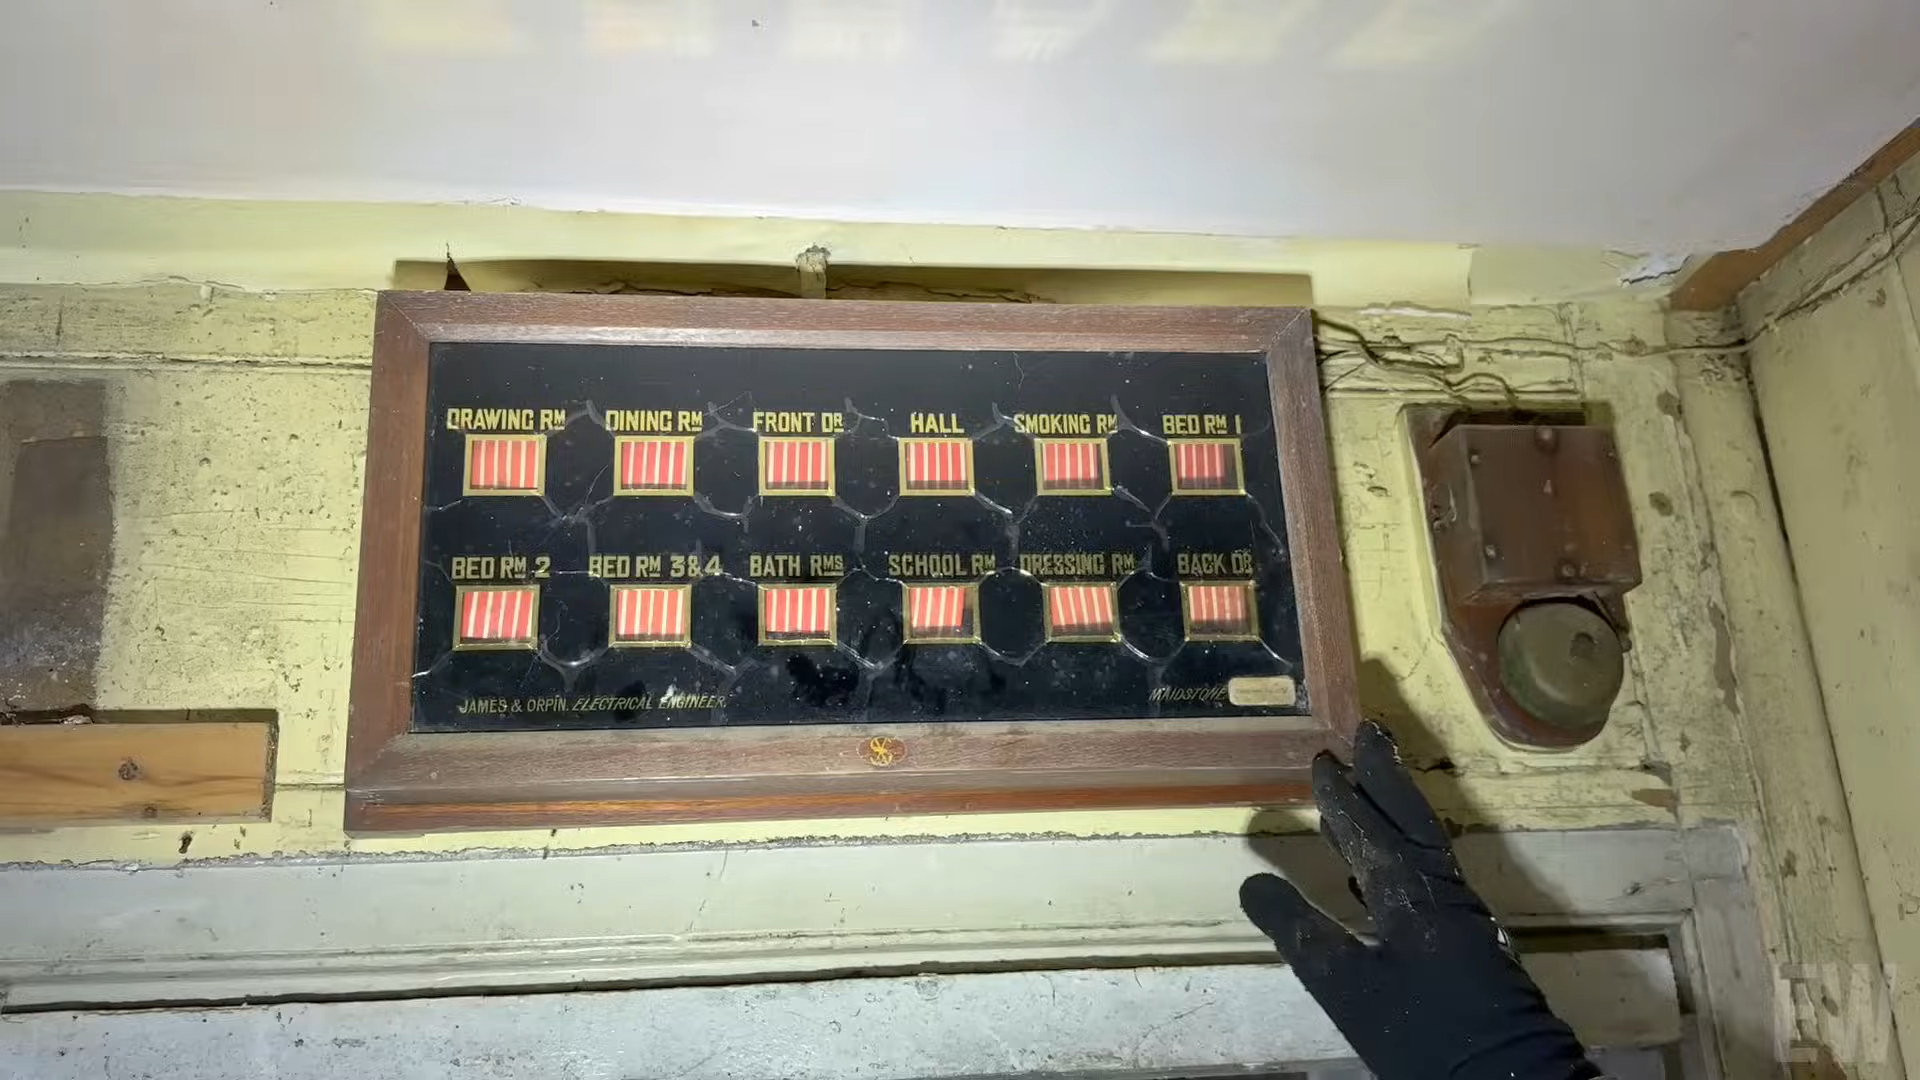 DRAWING RM DINING RM FRONT DR HALL SMOKING RM BED RM 1
BED RM 2 BED RM 3&4 BATH RMS SCHOOL RM DRESSING RM BACK DR
JAMES & ORPIN. ELECTRICAL ENGINEER. MAIDSTONE
EW